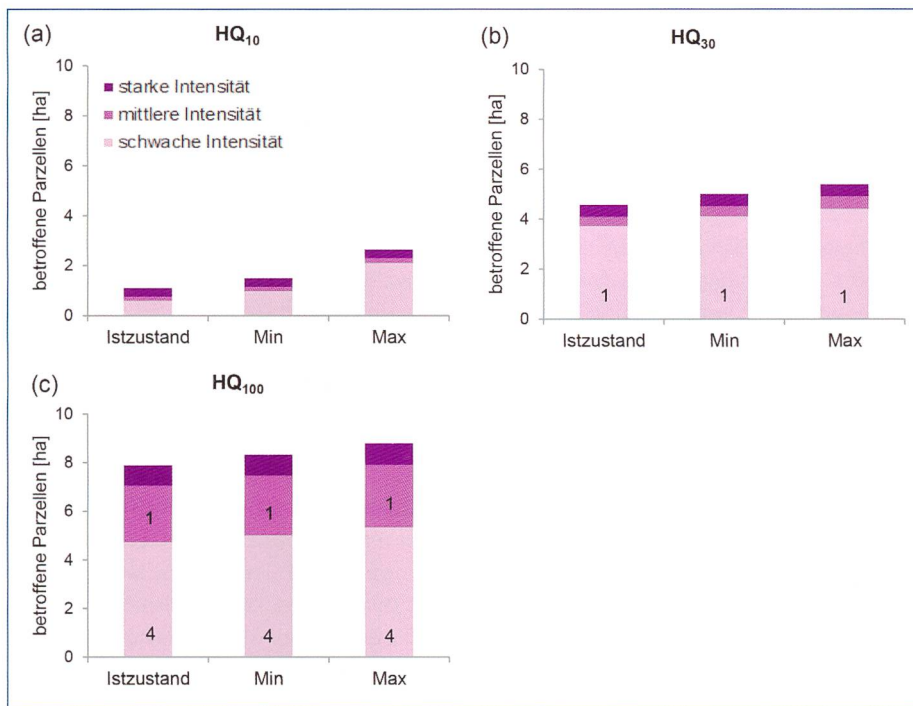 (a)
HQ10
betroffene Parzellen [ha]
10
8
6
4
2
0
starke Intensität
mittlere Intensität
schwache Intensität
Istzustand Min Max
(b)
HQ30
betroffene Parzellen [ha]
10
8
6
4
2
0
1 1 1
Istzustand Min Max
(c)
HQ100
betroffene Parzellen [ha]
10
8
6
4
2
0
1 1 1
4 4 4
Istzustand Min Max